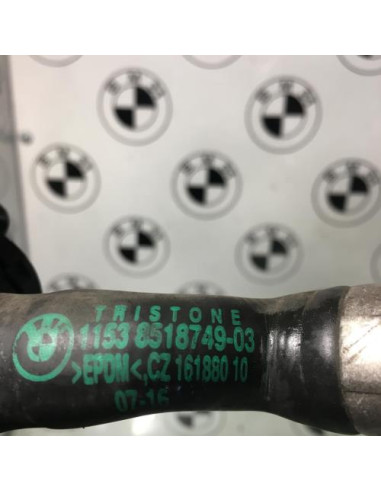 TRISTONE
1153 8518749-03
>EPDM<,CZ 161880 10
07-16